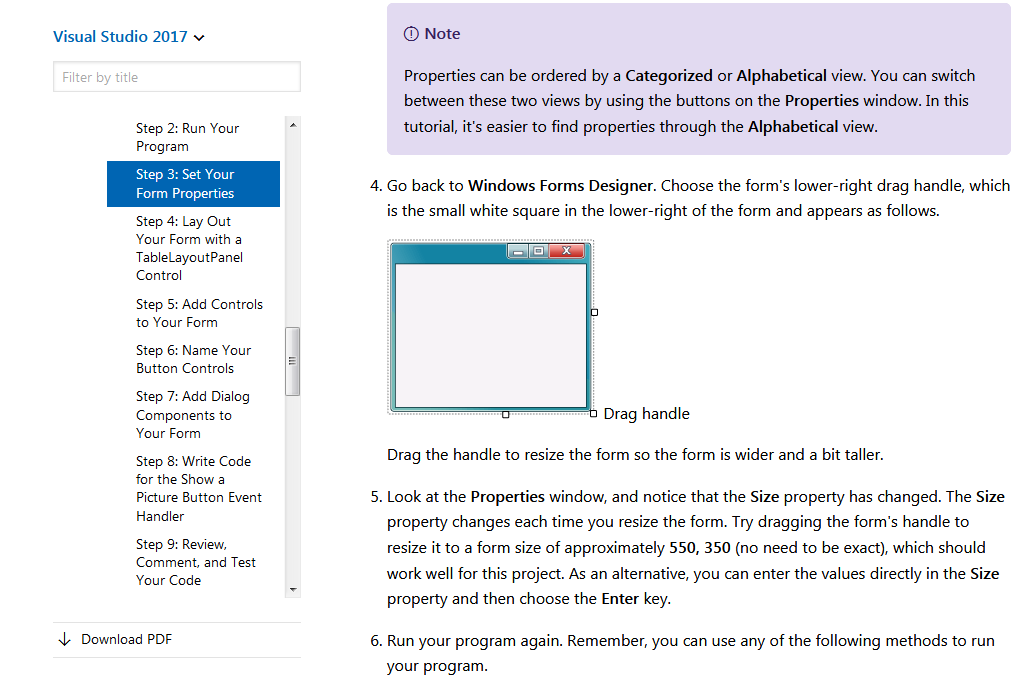 Visual Studio 2017
Filter by title
Step 2: Run Your
Program
Step 3: Set Your
Form Properties
Step 4: Lay Out
Your Form with a
TableLayoutPanel
Control
Step 5: Add Controls
to Your Form
Step 6: Name Your
Button Controls
Step 7: Add Dialog
Components to
Your Form
Step 8: Write Code
for the Show a
Picture Button Event
Handler
Step 9: Review,
Comment, and Test
Your Code
Download PDF
Note
Properties can be ordered by a Categorized or Alphabetical view. You can switch
between these two views by using the buttons on the Properties window. In this
tutorial, it's easier to find properties through the Alphabetical view.
4. Go back to Windows Forms Designer. Choose the form's lower-right drag handle, which
is the small white square in the lower-right of the form and appears as follows.
Drag handle
Drag the handle to resize the form so the form is wider and a bit taller.
5. Look at the Properties window, and notice that the Size property has changed. The Size
property changes each time you resize the form. Try dragging the form's handle to
resize it to a form size of approximately 550, 350 (no need to be exact), which should
work well for this project. As an alternative, you can enter the values directly in the Size
property and then choose the Enter key.
6. Run your program again. Remember, you can use any of the following methods to run
your program.